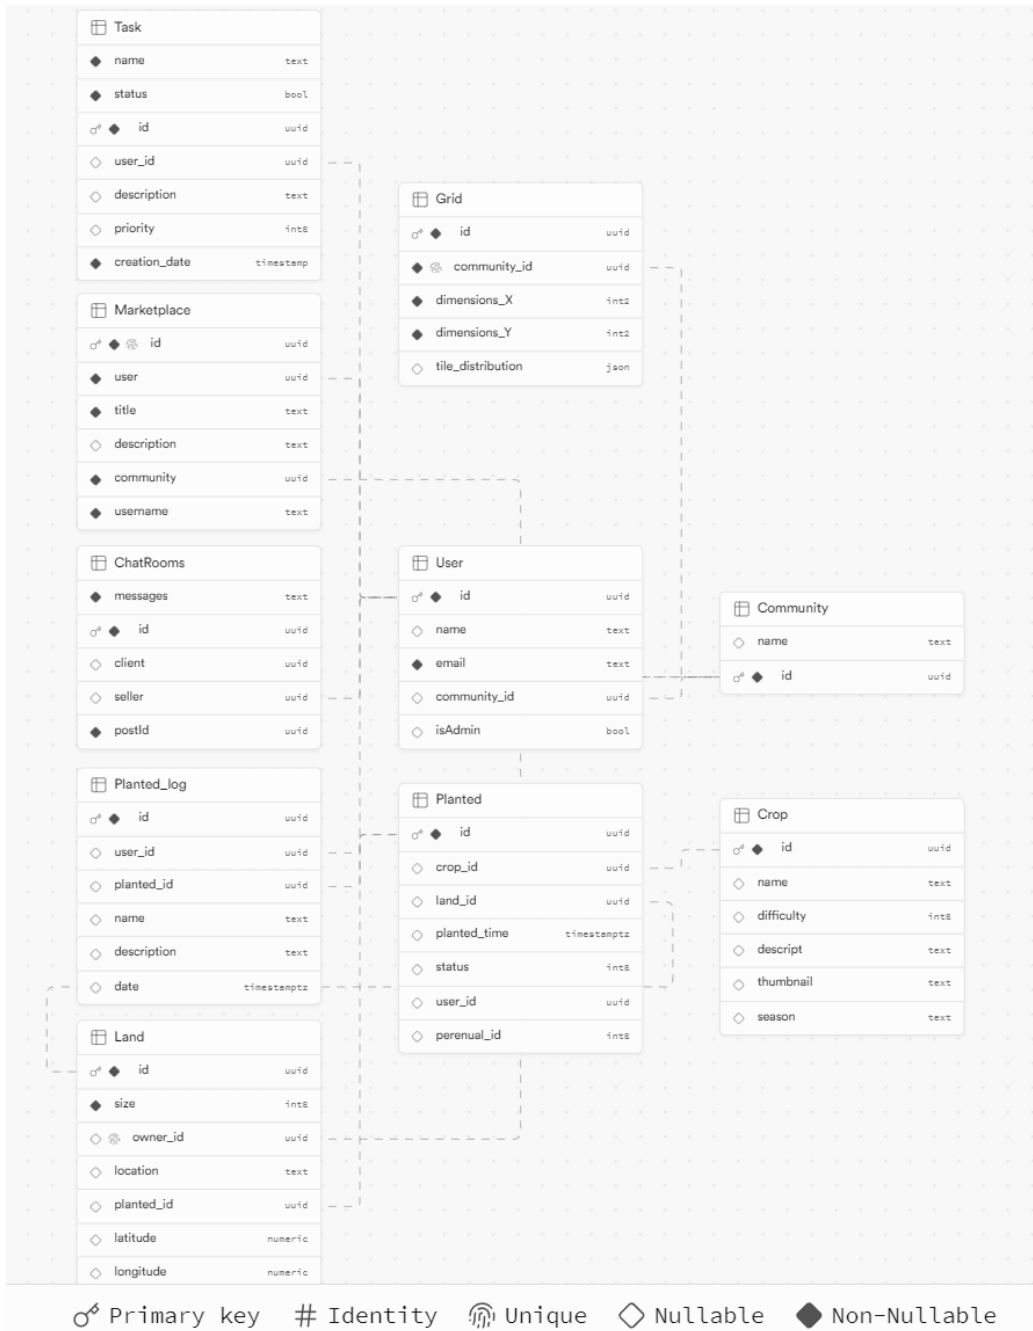 Task
name text
status bool
id uuid
user_id uuid
description text
priority int8
creation_date timestamp
Marketplace
id uuid
user uuid
title text
description text
community uuid
username text
ChatRooms
messages text
id uuid
client uuid
seller uuid
postId uuid
Planted_log
id uuid
user_id uuid
planted_id uuid
name text
description text
date timestamptz
Land
id uuid
size int8
owner_id uuid
location text
planted_id uuid
latitude numeric
longitude numeric
Grid
id uuid
community_id uuid
dimensions_X int2
dimensions_Y int2
tile_distribution json
User
id uuid
name text
email text
community_id uuid
isAdmin bool
Planted
id uuid
crop_id uuid
land_id uuid
planted_time timestamptz
status int8
user_id uuid
perenual_id int8
Community
name text
id uuid
Crop
id uuid
name text
difficulty int8
descript text
thumbnail text
season text
Primary key # Identity Unique Nullable Non-Nullable